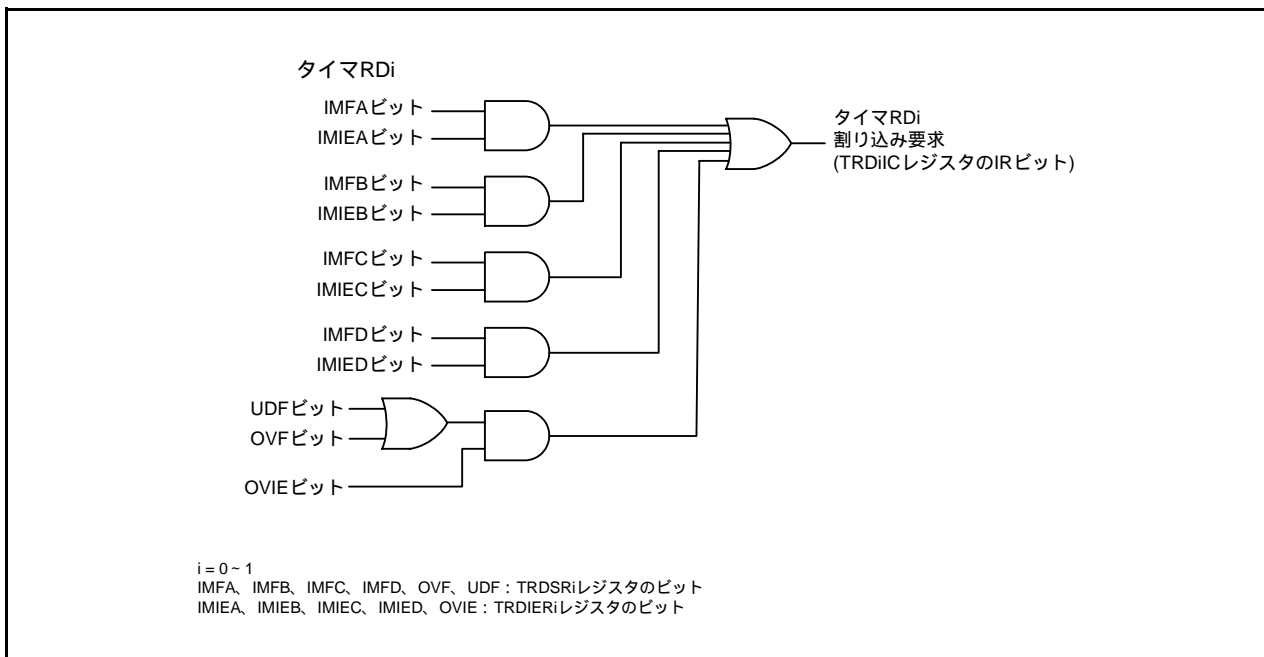 タイマRDi
IMFAビット
IMIEAビット
IMFBビット
IMIEBビット
IMFCビット
IMIECビット
IMFDビット
IMIEDビット
UDFビット
OVFビット
OVIEビット
タイマRDi
割り込み要求
(TRDiICレジスタのIRビット)
i = 0 ~ 1
IMFA、IMFB、IMFC、IMFD、OVF、UDF : TRDSRiレジスタのビット
IMIEA、IMIEB、IMIEC、IMIED、OVIE : TRDIERiレジスタのビット